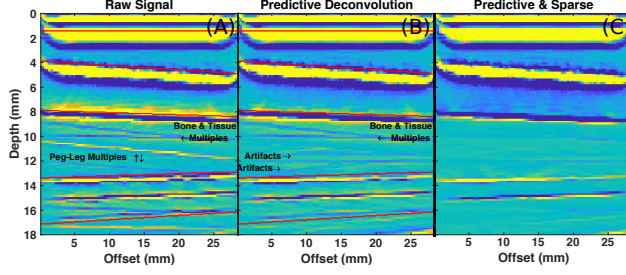 Raw Signal
Predictive Deconvolution
Predictive & Sparse
(A)
(B)
(C
0
2
4
6
8
10
12
14
16
18
Depth (mm)
Bone & Tissue
← Multiples
Peg-Leg Multiples ↑↓
Bone & Tissue
← Multiples
Artifacts →
Artifacts →
5 10 15 20 25
5 10 15 20 25
5 10 15 20 25
Offset (mm)
Offset (mm)
Offset (mm)